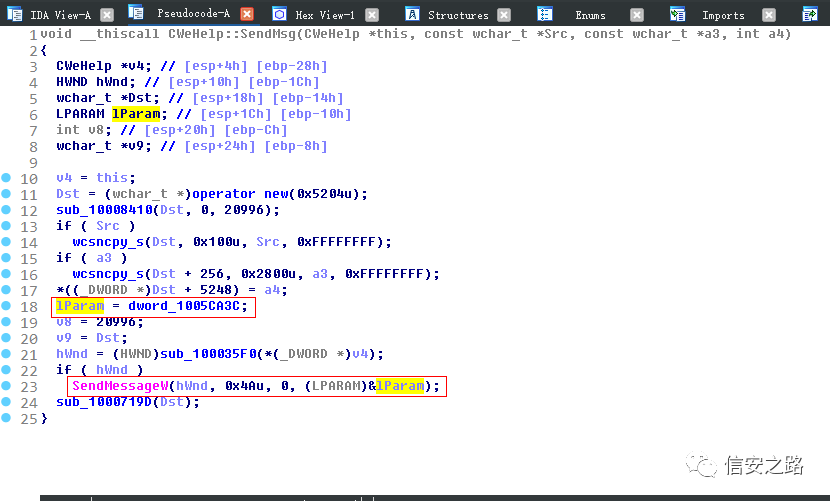 IDA View-A Pseudocode-A Hex View-1 Structures Enums Imports
1 void __thiscall CWeHelp::SendMsg(CWeHelp *this, const wchar_t *Src, const wchar_t *a3, int a4)
2 {
3 CWeHelp *v4; // [esp+4h] [ebp-28h]
4 HWND hWnd; // [esp+10h] [ebp-1Ch]
5 wchar_t *Dst; // [esp+18h] [ebp-14h]
6 LPARAM lParam; // [esp+1Ch] [ebp-10h]
7 int v8; // [esp+20h] [ebp-Ch]
8 wchar_t *v9; // [esp+24h] [ebp-8h]
9
10 v4 = this;
11 Dst = (wchar_t *)operator new(0x5204u);
12 sub_10008410(Dst, 0, 20996);
13 if ( Src )
14 wcsncpy_s(Dst, 0x100u, Src, 0xFFFFFFFF);
15 if ( a3 )
16 wcsncpy_s(Dst + 256, 0x2800u, a3, 0xFFFFFFFF);
17 *((_DWORD *)Dst + 5248) = a4;
18 lParam = dword_1005CA3C;
19 v8 = 20996;
20 v9 = Dst;
21 hWnd = (HWND)sub_100035F0(*(_DWORD *)v4);
22 if ( hWnd )
23 SendMessageW(hWnd, 0x4Au, 0, (LPARAM)&lParam);
24 sub_1000719D(Dst);
25 }
信安之路